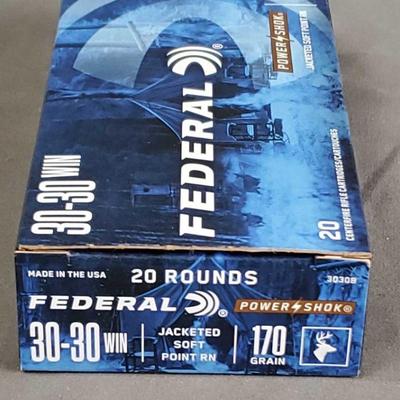 POWER SHOK®
JACKETED SOFT POINT RN
FEDERAL®
30-30 WIN
20
CENTERFIRE RIFLE CARTRIDGES/CARTOUCHES
MADE IN THE USA
20 ROUNDS
3030B
FEDERAL®
POWER SHOK®
30-30 WIN
JACKETED
SOFT
POINT RN
170
GRAIN